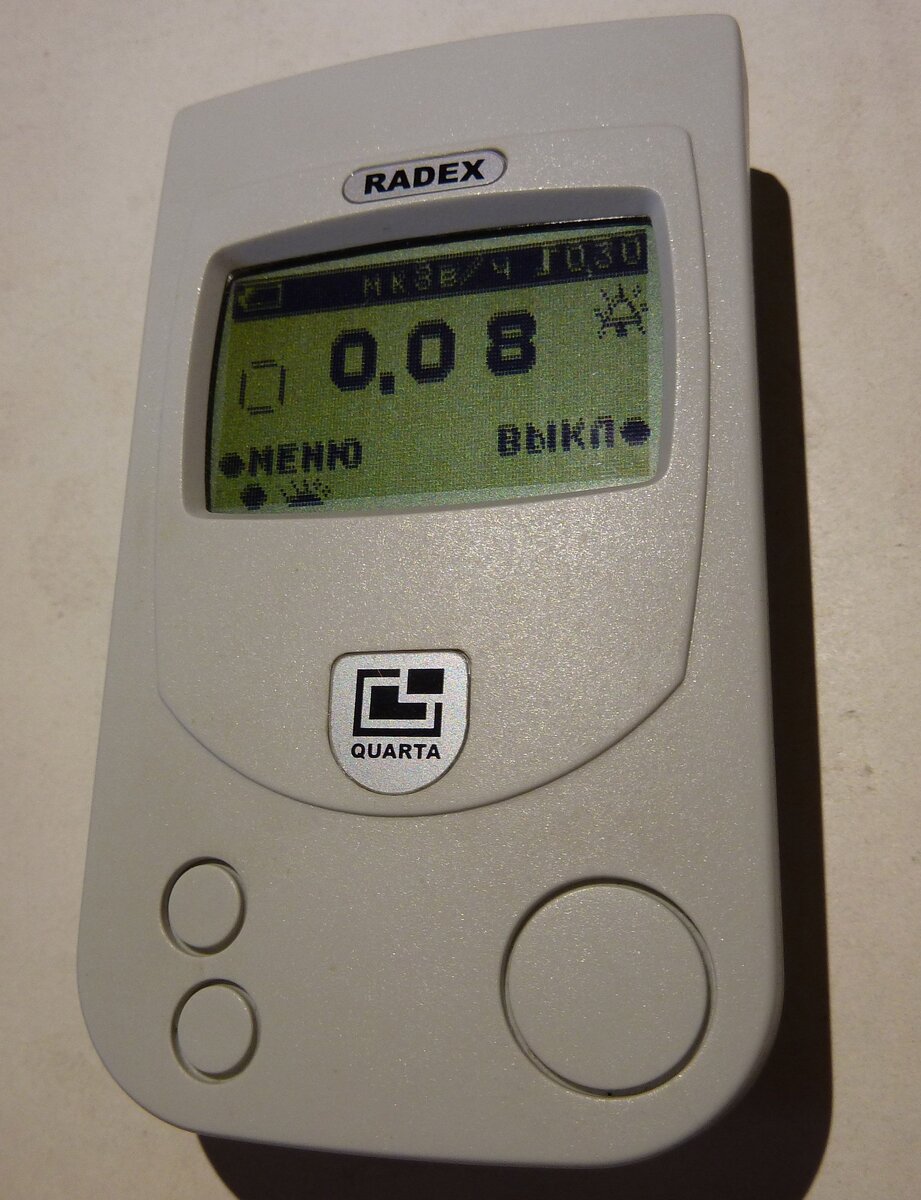 RADEX
мкЗв/ч 0,30
0.08
МЕНЮ ВЫКЛ
QUARTA